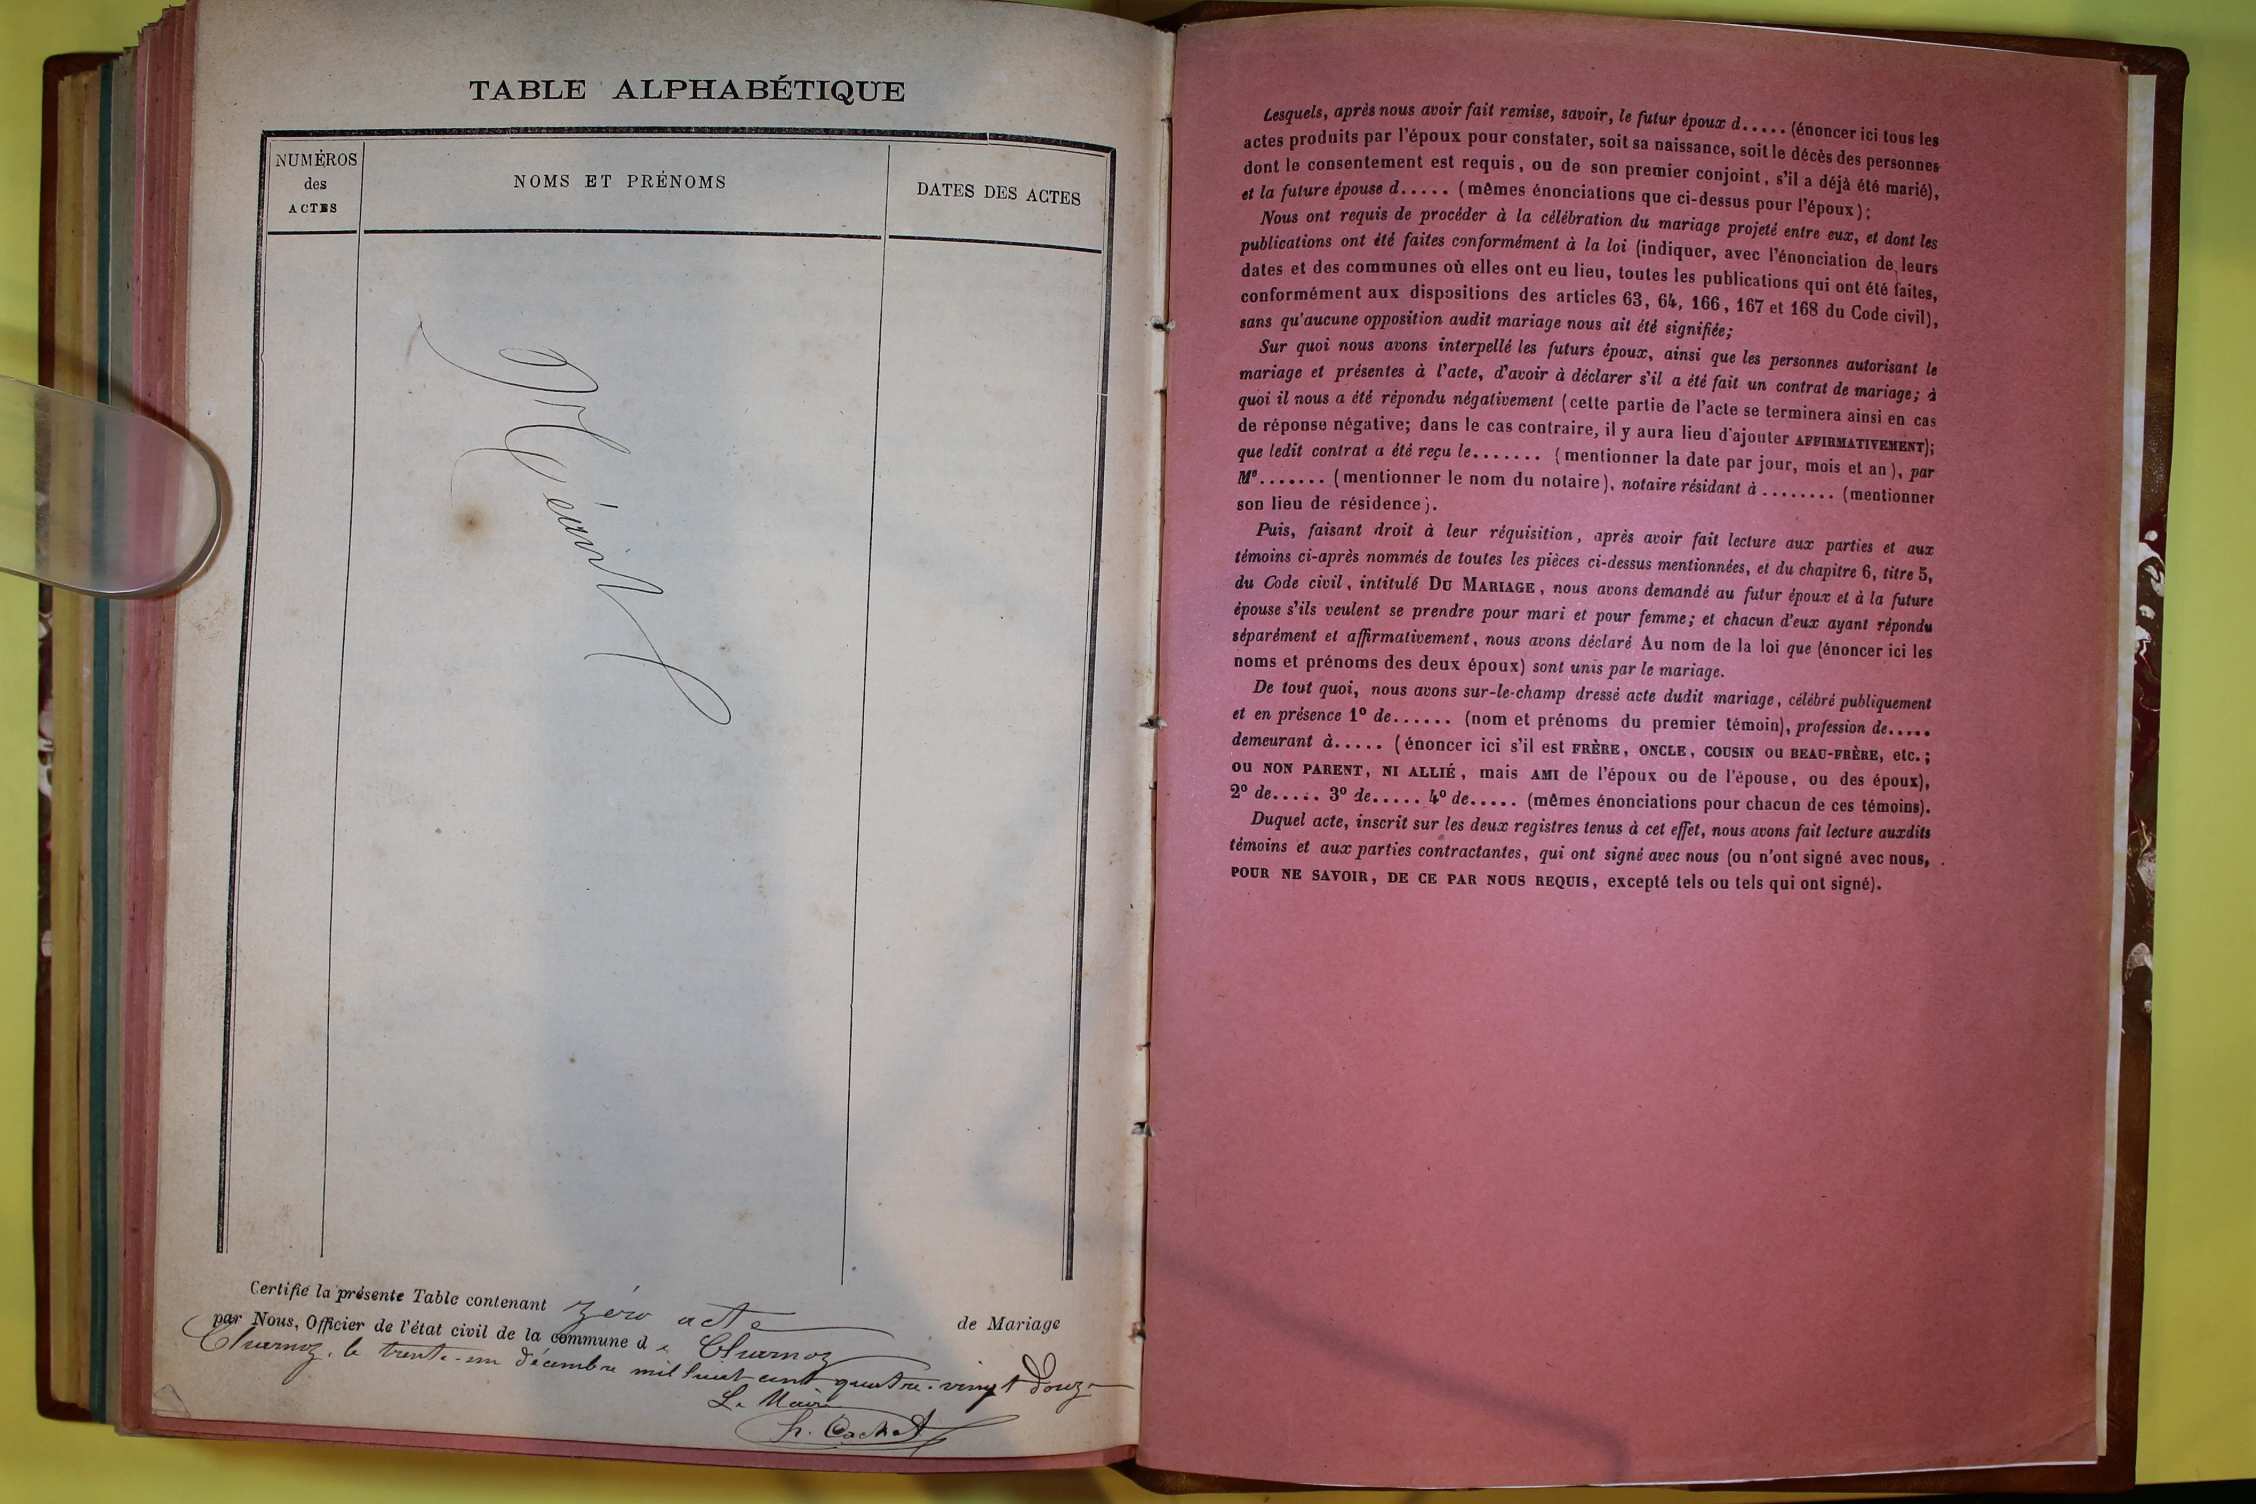 TABLE ALPHABÉTIQUE
NUMÉROS
des
ACTES
NOMS ET PRÉNOMS
DATES DES ACTES
Néant
Certifié la présente Table contenant zéro acte de Mariage
par Nous, Officier de l'état civil de la commune de Charnoz
Charnoz, le trente-un décembre mil huit cent quatre-vingt douze
Le Maire
Cachet
Lesquels, après nous avoir fait remise, savoir, le futur époux d..... (énoncer ici tous les
actes produits par l'époux pour constater, soit sa naissance, soit le décès des personnes
dont le consentement est requis, ou de son premier conjoint, s'il a déjà été marié),
et la future épouse d..... (mêmes énonciations que ci-dessus pour l'époux);
Nous ont requis de procéder à la célébration du mariage projeté entre eux, et dont les
publications ont été faites conformément à la loi (indiquer, avec l'énonciation de leurs
dates et des communes où elles ont eu lieu, toutes les publications qui ont été faites,
conformément aux dispositions des articles 63, 64, 166, 167 et 168 du Code civil),
sans qu'aucune opposition audit mariage nous ait été signifiée;
Sur quoi nous avons interpellé les futurs époux, ainsi que les personnes autorisant le
mariage et présentes à l'acte, d'avoir à déclarer s'il a été fait un contrat de mariage; à
quoi il nous a été répondu négativement (cette partie de l'acte se terminera ainsi en cas
de réponse négative; dans le cas contraire, il y aura lieu d'ajouter AFFIRMATIVEMENT);
que ledit contrat a été reçu le....... (mentionner la date par jour, mois et an), par
Me....... (mentionner le nom du notaire), notaire résidant à ........ (mentionner
son lieu de résidence).
Puis, faisant droit à leur réquisition, après avoir fait lecture aux parties et aux
témoins ci-après nommés de toutes les pièces ci-dessus mentionnées, et du chapitre 6, titre 5,
du Code civil, intitulé DU MARIAGE, nous avons demandé au futur époux et à la future
épouse s'ils veulent se prendre pour mari et pour femme; et chacun d'eux ayant répondu
séparément et affirmativement, nous avons déclaré Au nom de la loi que (énoncer ici les
noms et prénoms des deux époux) sont unis par le mariage.
De tout quoi, nous avons sur-le-champ dressé acte dudit mariage, célébré publiquement
et en présence 1º de...... (nom et prénoms du premier témoin), profession de.....
demeurant à..... (énoncer ici s'il est FRÈRE, ONCLE, COUSIN OU BEAU-FRÈRE, etc.;
OU NON PARENT, NI ALLIÉ, mais AMI de l'époux ou de l'épouse, ou des époux),
2º de..... 3º de..... 4º de..... (mêmes énonciations pour chacun de ces témoins).
Duquel acte, inscrit sur les deux registres tenus à cet effet, nous avons fait lecture auxdits
témoins et aux parties contractantes, qui ont signé avec nous (ou n'ont signé avec nous,
POUR NE SAVOIR, DE CE PAR NOUS REQUIS, excepté tels ou tels qui ont signé).